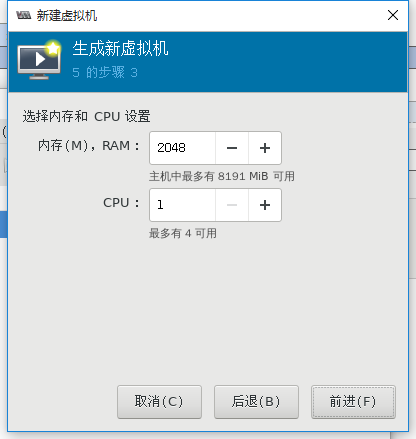 新建虚拟机
生成新虚拟机
5 的步骤 3
选择内存和 CPU 设置
内存(M), RAM：
2048
主机中最多有 8191 MiB 可用
CPU：
1
最多有 4 可用
取消(C)
后退(B)
前进(F)